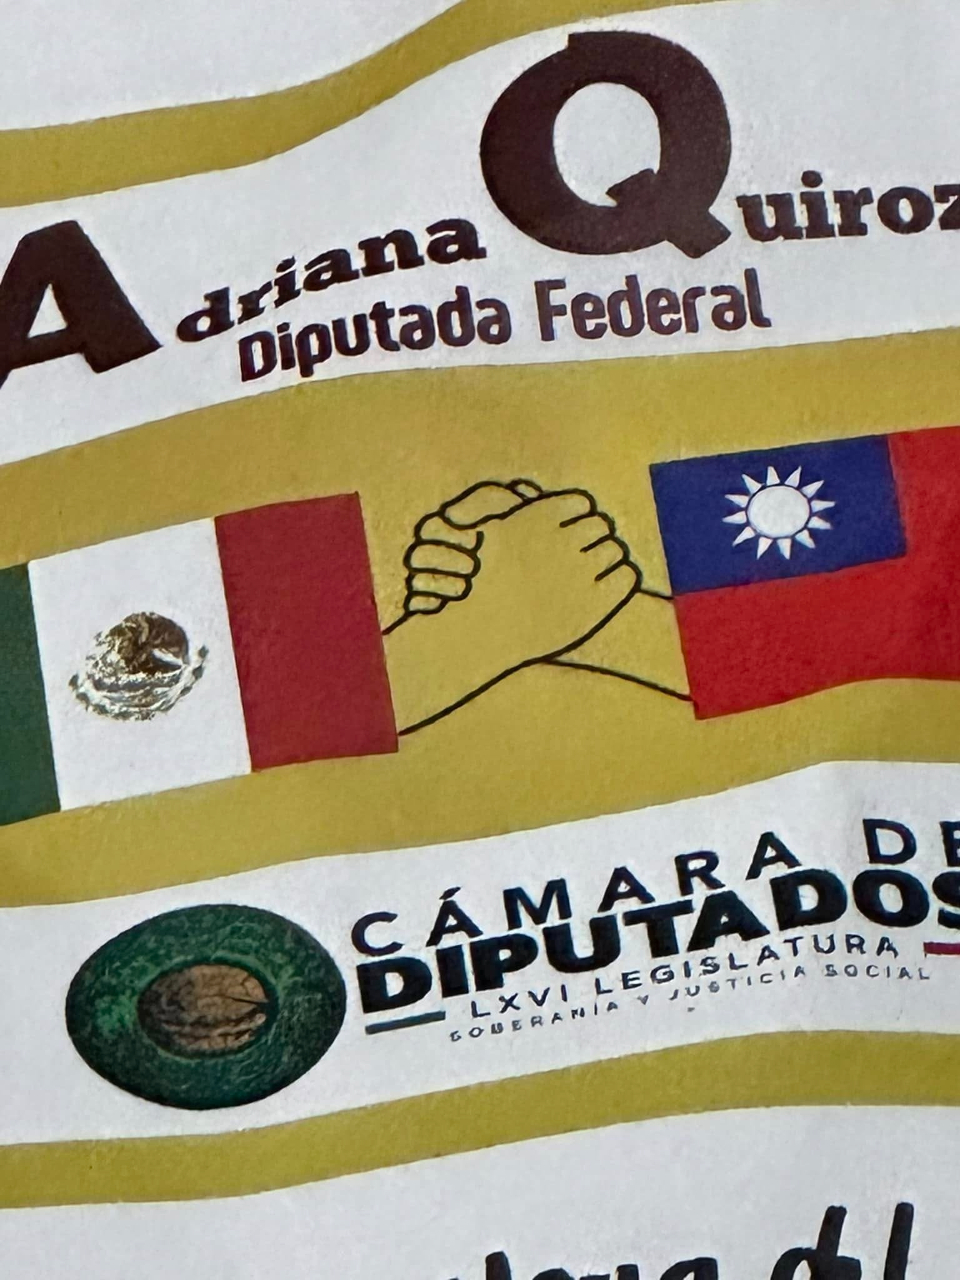 Adriana Quiroz
Diputada Federal
CÁMARA DE
DIPUTADOS
LXVI LEGISLATURA
SOBERANÍA Y JUSTICIA SOCIAL